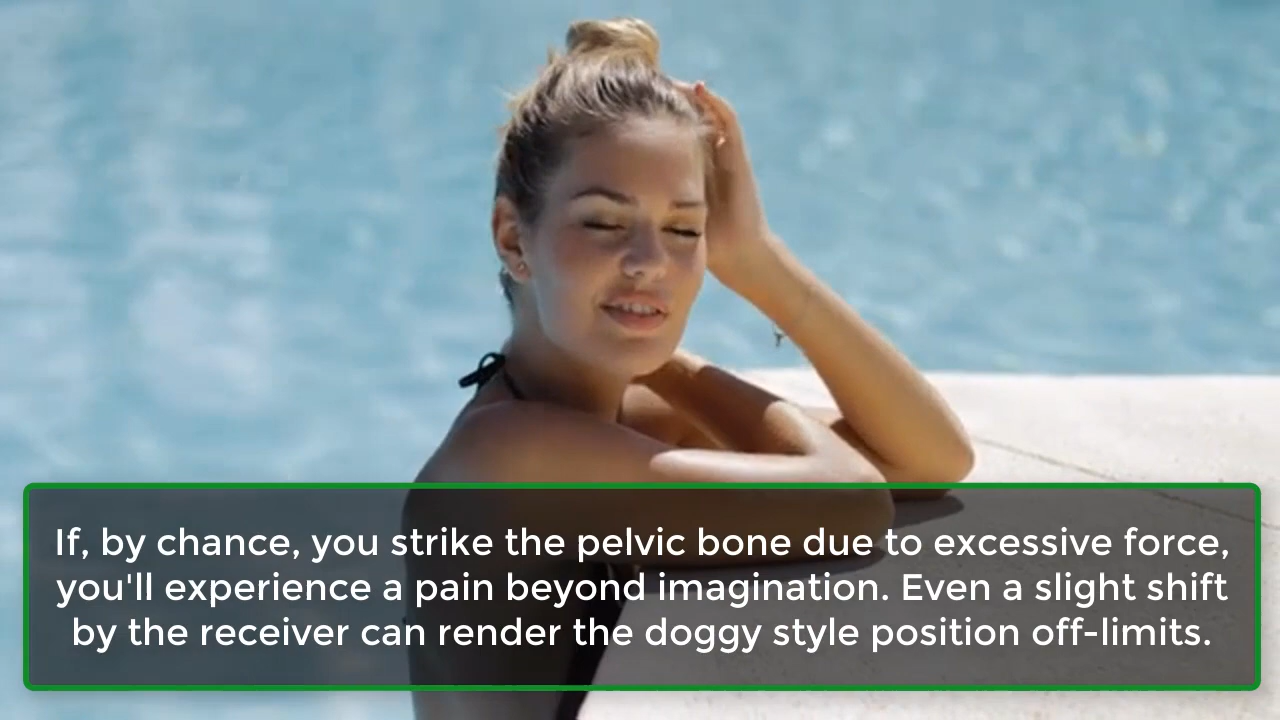 If, by chance, you strike the pelvic bone due to excessive force,
you'll experience a pain beyond imagination. Even a slight shift
by the receiver can render the doggy style position off-limits.